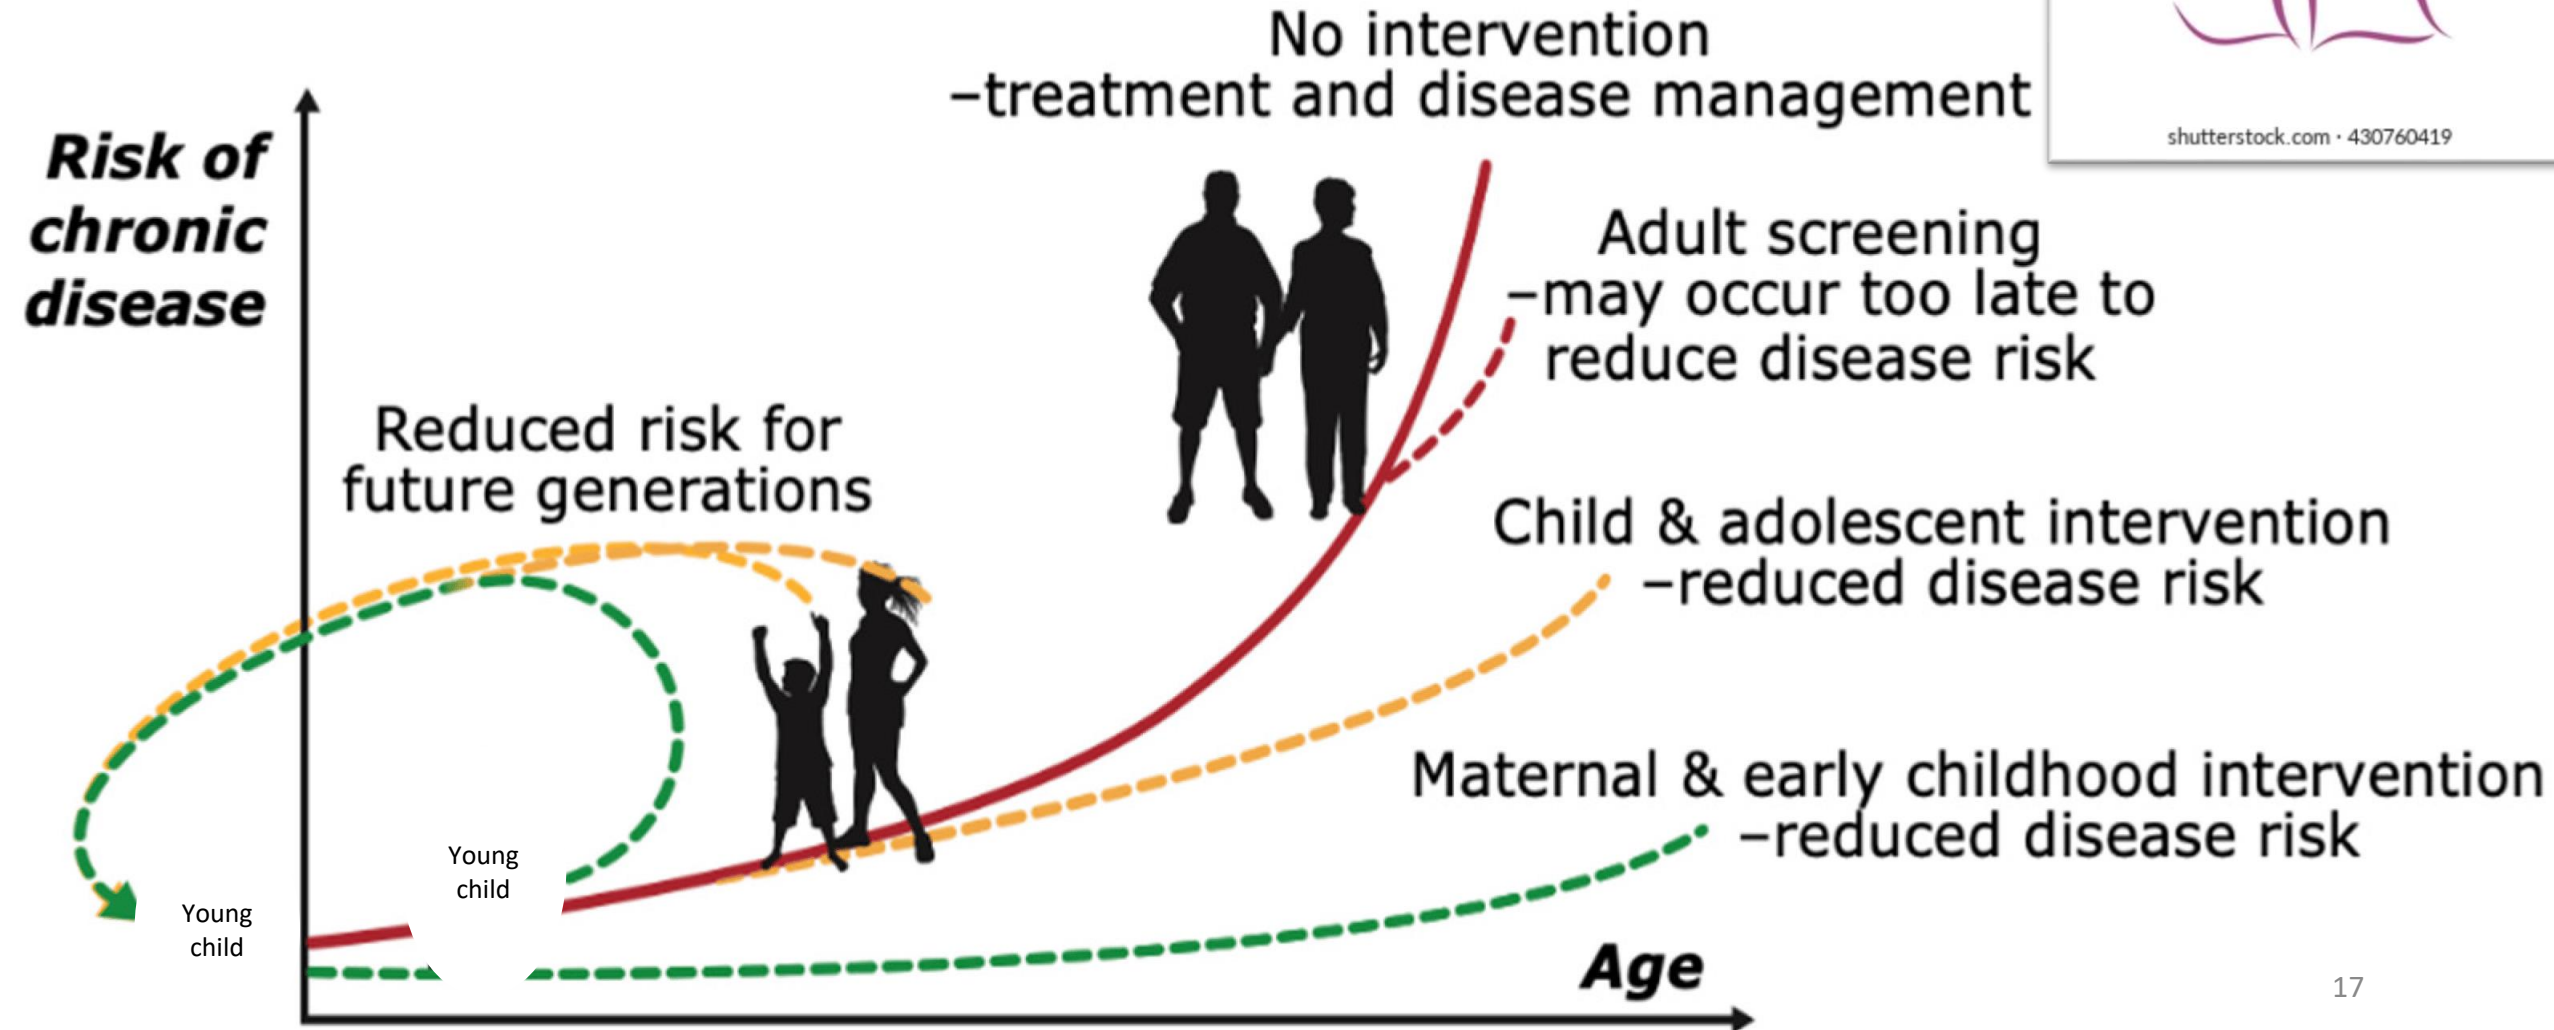 No intervention
–treatment and disease management
shutterstock.com · 430760419
Risk of
chronic
disease
Adult screening
–may occur too late to
reduce disease risk
Reduced risk for
future generations
Child & adolescent intervention
–reduced disease risk
Maternal & early childhood intervention
–reduced disease risk
Young
child
Young
child
Age
17